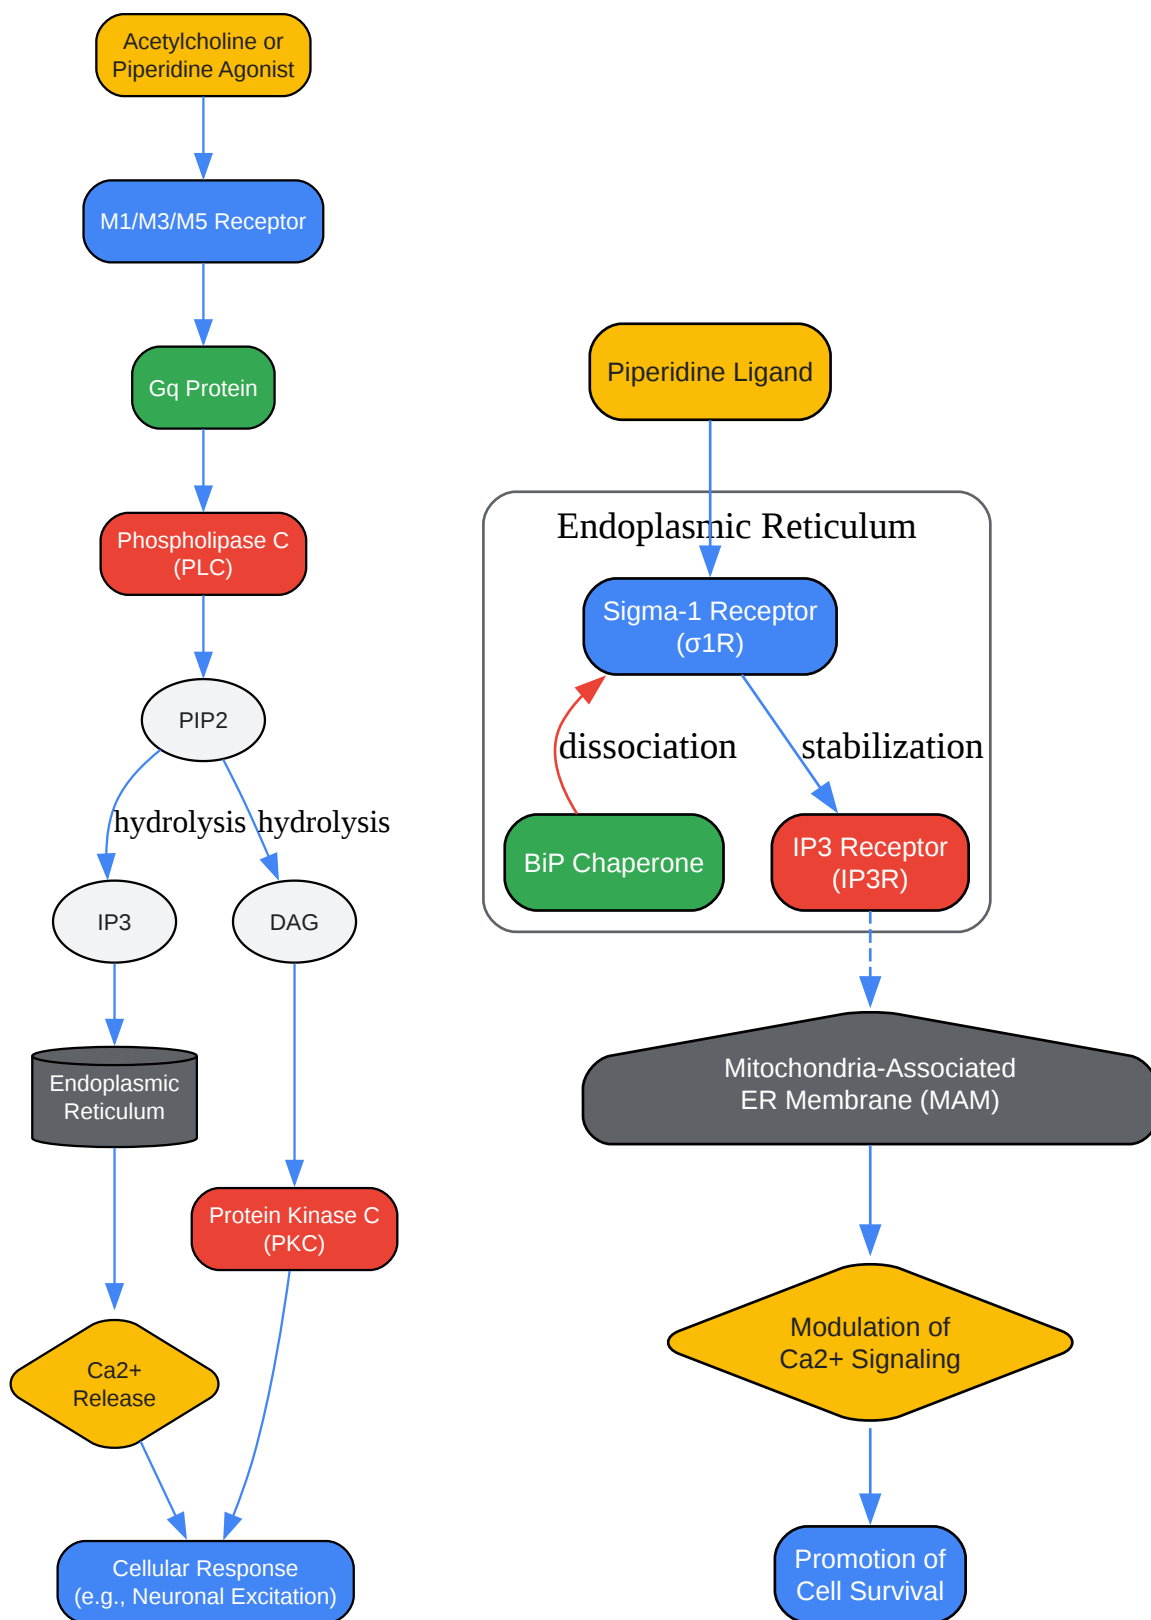 Acetylcholine or
Piperidine Agonist
M1/M3/M5 Receptor
Gq Protein
Phospholipase C
(PLC)
PIP2
hydrolysis
hydrolysis
IP3
DAG
Endoplasmic
Reticulum
Protein Kinase C
(PKC)
Ca2+
Release
Cellular Response
(e.g., Neuronal Excitation)
Piperidine Ligand
Endoplasmic Reticulum
Sigma-1 Receptor
(σ1R)
dissociation
stabilization
BiP Chaperone
IP3 Receptor
(IP3R)
Mitochondria-Associated
ER Membrane (MAM)
Modulation of
Ca2+ Signaling
Promotion of
Cell Survival